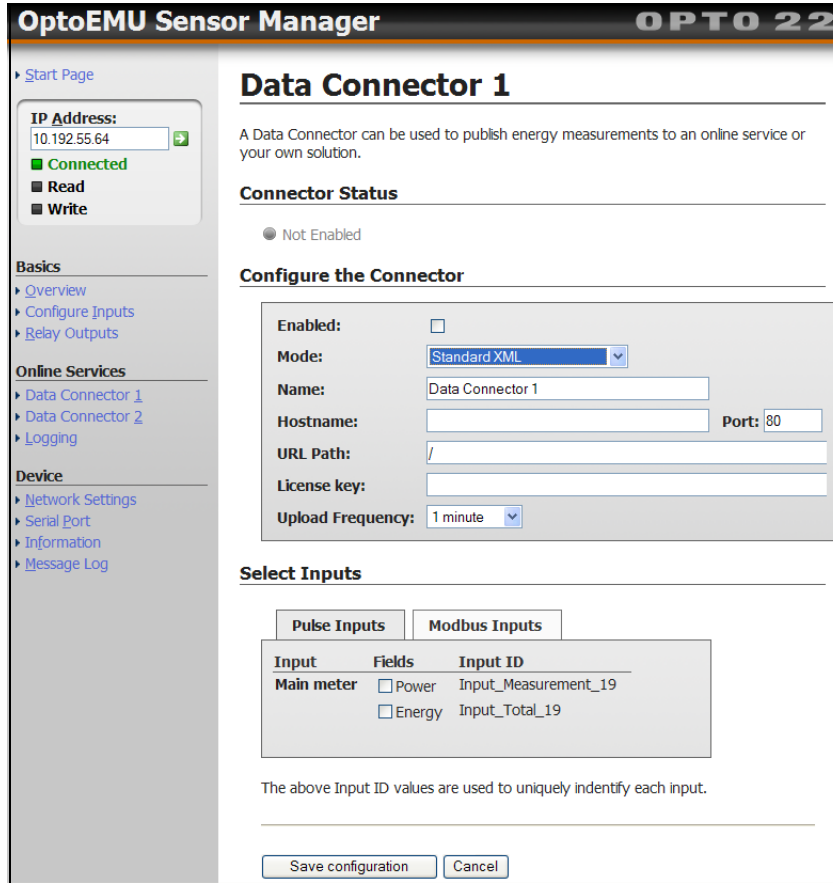 OptoEMU Sensor Manager
OPTO 22
Start Page
IP Address:
10.192.55.64
Connected
Read
Write
Basics
Overview
Configure Inputs
Relay Outputs
Online Services
Data Connector 1
Data Connector 2
Logging
Device
Network Settings
Serial Port
Information
Message Log
Data Connector 1
A Data Connector can be used to publish energy measurements to an online service or
your own solution.
Connector Status
Not Enabled
Configure the Connector
Enabled:
Mode: Standard XML
Name: Data Connector 1
Hostname: Port: 80
URL Path: /
License key:
Upload Frequency: 1 minute
Select Inputs
Pulse Inputs Modbus Inputs
Input Fields Input ID
Main meter Power Input_Measurement_19
Energy Input_Total_19
The above Input ID values are used to uniquely indentify each input.
Save configuration Cancel